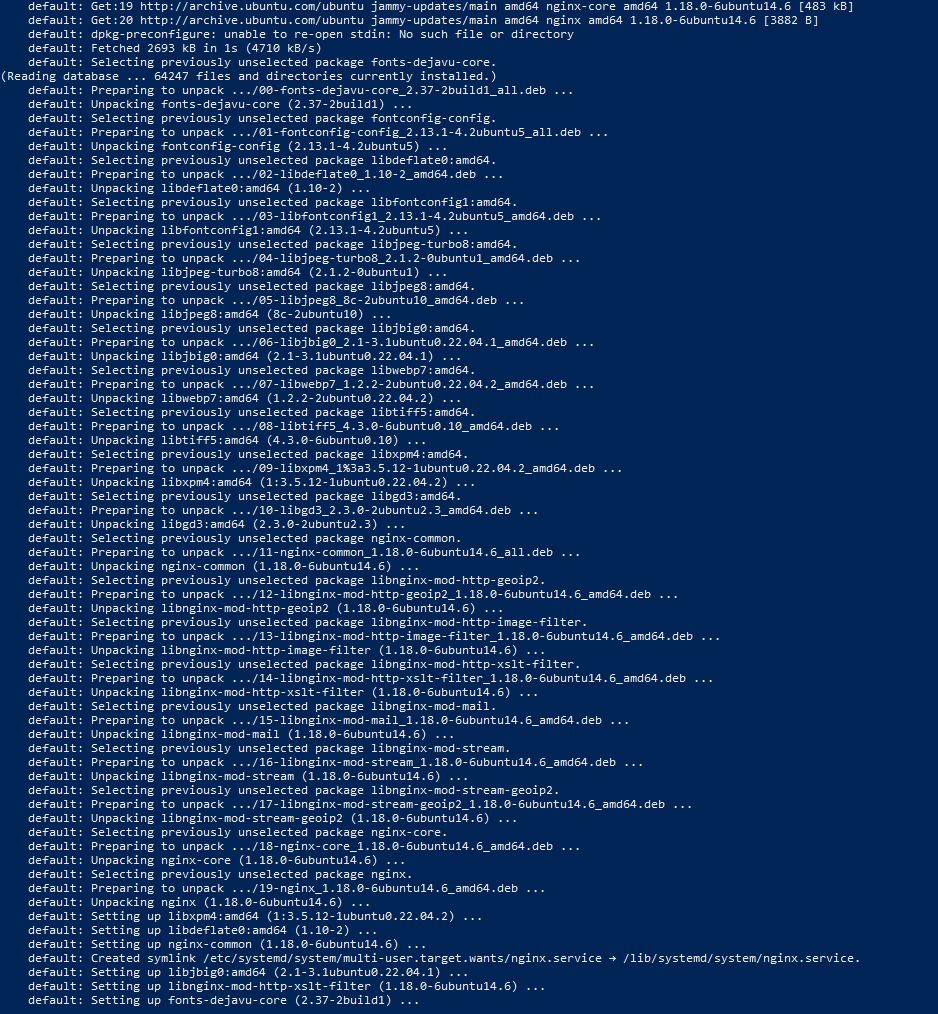 default: Get:19 http://archive.ubuntu.com/ubuntu jammy-updates/main amd64 nginx-core amd64 1.18.0-6ubuntu14.6 [483 kB]
default: Get:20 http://archive.ubuntu.com/ubuntu jammy-updates/main amd64 nginx amd64 1.18.0-6ubuntu14.6 [3882 B]
default: dpkg-preconfigure: unable to re-open stdin: No such file or directory
default: Fetched 2693 kB in 1s (4710 kB/s)
default: Selecting previously unselected package fonts-dejavu-core.
(Reading database ... 64247 files and directories currently installed.)
default: Preparing to unpack .../00-fonts-dejavu-core_2.37-2build1_all.deb ...
default: Unpacking fonts-dejavu-core (2.37-2build1) ...
default: Selecting previously unselected package fontconfig-config.
default: Preparing to unpack .../01-fontconfig-config_2.13.1-4.2ubuntu5_all.deb ...
default: Unpacking fontconfig-config (2.13.1-4.2ubuntu5) ...
default: Selecting previously unselected package libdeflate0:amd64.
default: Preparing to unpack .../02-libdeflate0_1.10-2_amd64.deb ...
default: Unpacking libdeflate0:amd64 (1.10-2) ...
default: Selecting previously unselected package libfontconfig1:amd64.
default: Preparing to unpack .../03-libfontconfig1_2.13.1-4.2ubuntu5_amd64.deb ...
default: Unpacking libfontconfig1:amd64 (2.13.1-4.2ubuntu5) ...
default: Selecting previously unselected package libjpeg-turbo8:amd64.
default: Preparing to unpack .../04-libjpeg-turbo8_2.1.2-0ubuntu1_amd64.deb ...
default: Unpacking libjpeg-turbo8:amd64 (2.1.2-0ubuntu1) ...
default: Selecting previously unselected package libjpeg8:amd64.
default: Preparing to unpack .../05-libjpeg8_8c-2ubuntu10_amd64.deb ...
default: Unpacking libjpeg8:amd64 (8c-2ubuntu10) ...
default: Selecting previously unselected package libjbig0:amd64.
default: Preparing to unpack .../06-libjbig0_2.1-3.1ubuntu0.22.04.1_amd64.deb ...
default: Unpacking libjbig0:amd64 (2.1-3.1ubuntu0.22.04.1) ...
default: Selecting previously unselected package libwebp7:amd64.
default: Preparing to unpack .../07-libwebp7_1.2.2-2ubuntu0.22.04.2_amd64.deb ...
default: Unpacking libwebp7:amd64 (1.2.2-2ubuntu0.22.04.2) ...
default: Selecting previously unselected package libtiff5:amd64.
default: Preparing to unpack .../08-libtiff5_4.3.0-6ubuntu0.10_amd64.deb ...
default: Unpacking libtiff5:amd64 (4.3.0-6ubuntu0.10) ...
default: Selecting previously unselected package libxpm4:amd64.
default: Preparing to unpack .../09-libxpm4_1%3a3.5.12-1ubuntu0.22.04.2_amd64.deb ...
default: Unpacking libxpm4:amd64 (1:3.5.12-1ubuntu0.22.04.2) ...
default: Selecting previously unselected package libgd3:amd64.
default: Preparing to unpack .../10-libgd3_2.3.0-2ubuntu2.3_amd64.deb ...
default: Unpacking libgd3:amd64 (2.3.0-2ubuntu2.3) ...
default: Selecting previously unselected package nginx-common.
default: Preparing to unpack .../11-nginx-common_1.18.0-6ubuntu14.6_all.deb ...
default: Unpacking nginx-common (1.18.0-6ubuntu14.6) ...
default: Selecting previously unselected package libnginx-mod-http-geoip2.
default: Preparing to unpack .../12-libnginx-mod-http-geoip2_1.18.0-6ubuntu14.6_amd64.deb ...
default: Unpacking libnginx-mod-http-geoip2 (1.18.0-6ubuntu14.6) ...
default: Selecting previously unselected package libnginx-mod-http-image-filter.
default: Preparing to unpack .../13-libnginx-mod-http-image-filter_1.18.0-6ubuntu14.6_amd64.deb ...
default: Unpacking libnginx-mod-http-image-filter (1.18.0-6ubuntu14.6) ...
default: Selecting previously unselected package libnginx-mod-http-xslt-filter.
default: Preparing to unpack .../14-libnginx-mod-http-xslt-filter_1.18.0-6ubuntu14.6_amd64.deb ...
default: Unpacking libnginx-mod-http-xslt-filter (1.18.0-6ubuntu14.6) ...
default: Selecting previously unselected package libnginx-mod-mail.
default: Preparing to unpack .../15-libnginx-mod-mail_1.18.0-6ubuntu14.6_amd64.deb ...
default: Unpacking libnginx-mod-mail (1.18.0-6ubuntu14.6) ...
default: Selecting previously unselected package libnginx-mod-stream.
default: Preparing to unpack .../16-libnginx-mod-stream_1.18.0-6ubuntu14.6_amd64.deb ...
default: Unpacking libnginx-mod-stream (1.18.0-6ubuntu14.6) ...
default: Selecting previously unselected package libnginx-mod-stream-geoip2.
default: Preparing to unpack .../17-libnginx-mod-stream-geoip2_1.18.0-6ubuntu14.6_amd64.deb ...
default: Unpacking libnginx-mod-stream-geoip2 (1.18.0-6ubuntu14.6) ...
default: Selecting previously unselected package nginx-core.
default: Preparing to unpack .../18-nginx-core_1.18.0-6ubuntu14.6_amd64.deb ...
default: Unpacking nginx-core (1.18.0-6ubuntu14.6) ...
default: Selecting previously unselected package nginx.
default: Preparing to unpack .../19-nginx_1.18.0-6ubuntu14.6_amd64.deb ...
default: Unpacking nginx (1.18.0-6ubuntu14.6) ...
default: Setting up libxpm4:amd64 (1:3.5.12-1ubuntu0.22.04.2) ...
default: Setting up libdeflate0:amd64 (1.10-2) ...
default: Setting up nginx-common (1.18.0-6ubuntu14.6) ...
default: Created symlink /etc/systemd/system/multi-user.target.wants/nginx.service → /lib/systemd/system/nginx.service.
default: Setting up libjbig0:amd64 (2.1-3.1ubuntu0.22.04.1) ...
default: Setting up libnginx-mod-http-xslt-filter (1.18.0-6ubuntu14.6) ...
default: Setting up fonts-dejavu-core (2.37-2build1) ...